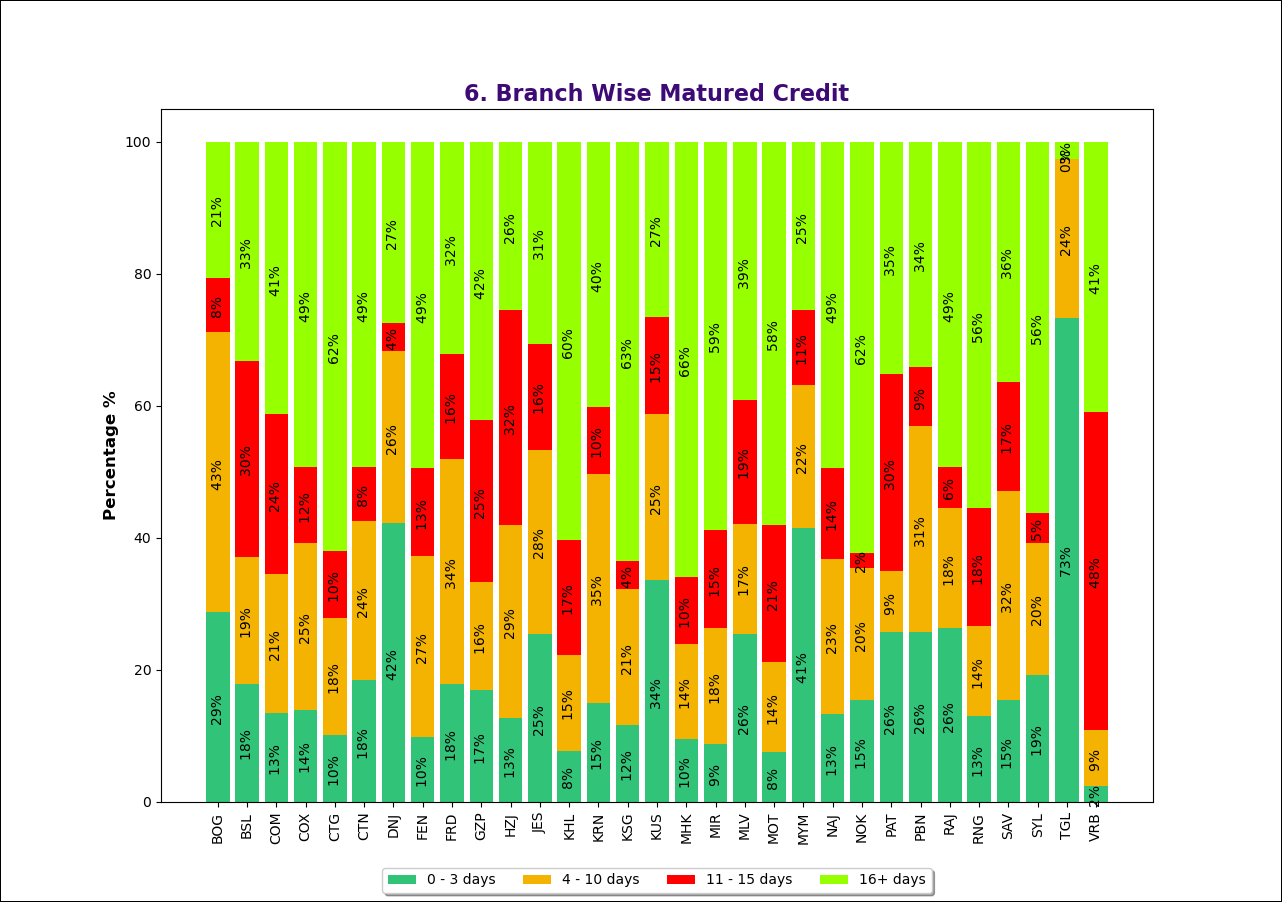 6. Branch Wise Matured Credit
Percentage %
100
80
60
40
20
0
21% 33% 41% 49% 62% 49% 27% 49% 32% 42% 26% 31% 60% 40% 63% 27% 66% 59% 39% 58% 25% 49% 62% 35% 34% 49% 56% 36% 56% 41%
8% 30% 24% 12% 10% 8% 4% 13% 16% 25% 32% 16% 17% 10% 4% 15% 10% 15% 19% 21% 11% 14% 2% 30% 9% 6% 18% 17% 5% 48%
43% 19% 21% 25% 18% 24% 26% 27% 34% 16% 29% 28% 15% 35% 21% 25% 14% 18% 17% 14% 22% 23% 20% 9% 31% 18% 14% 32% 20% 24% 9%
29% 18% 13% 14% 10% 18% 42% 10% 18% 17% 13% 25% 8% 15% 12% 34% 10% 9% 26% 8% 41% 13% 15% 26% 26% 26% 13% 15% 19% 73% 2%
BOG BSL COM COX CTG CTN DNJ FEN FRD GZP HZJ JES KHL KRN KSG KUS MHK MIR MLV MOT MYM NAJ NOK PAT PBN RAJ RNG SAV SYL TGL VRB
0 - 3 days 4 - 10 days 11 - 15 days 16+ days